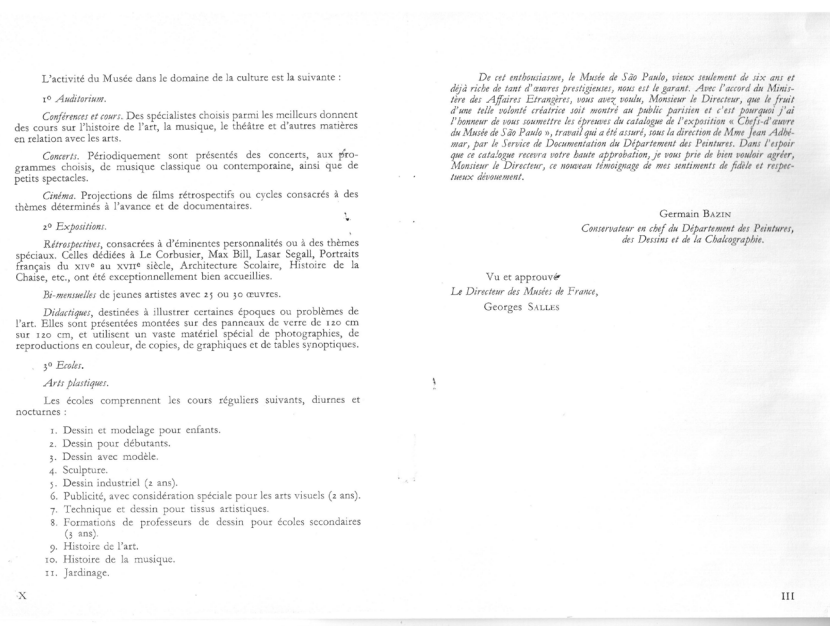 L'activité du Musée dans le domaine de la culture est la suivante :
1º Auditorium.
Conférences et cours. Des spécialistes choisis parmi les meilleurs donnent
des cours sur l'histoire de l'art, la musique, le théâtre et d'autres matières
en relation avec les arts.
Concerts. Périodiquement sont présentés des concerts, aux pro-
grammes choisis, de musique classique ou contemporaine, ainsi que de
petits spectacles.
Cinéma. Projections de films rétrospectifs ou cycles consacrés à des
thèmes déterminés à l'avance et de documentaires.
2º Expositions.
Rétrospectives, consacrées à d'éminentes personnalités ou à des thèmes
spéciaux. Celles dédiées à Le Corbusier, Max Bill, Lasar Segall, Portraits
français du XIVe au XVIIe siècle, Architecture Scolaire, Histoire de la
Chaise, etc., ont été exceptionnellement bien accueillies.
Bi-mensuelles de jeunes artistes avec 25 ou 30 œuvres.
Didactiques, destinées à illustrer certaines époques ou problèmes de
l'art. Elles sont présentées montées sur des panneaux de verre de 120 cm
sur 120 cm, et utilisent un vaste matériel spécial de photographies, de
reproductions en couleur, de copies, de graphiques et de tables synoptiques.
3º Ecoles.
Arts plastiques.
Les écoles comprennent les cours réguliers suivants, diurnes et
nocturnes :
1. Dessin et modelage pour enfants.
2. Dessin pour débutants.
3. Dessin avec modèle.
4. Sculpture.
5. Dessin industriel (2 ans).
6. Publicité, avec considération spéciale pour les arts visuels (2 ans).
7. Technique et dessin pour tissus artistiques.
8. Formations de professeurs de dessin pour écoles secondaires
(3 ans).
9. Histoire de l'art.
10. Histoire de la musique.
11. Jardinage.
X
De cet enthousiasme, le Musée de São Paulo, vieux seulement de six ans et
déjà riche de tant d'œuvres prestigieuses, nous est le garant. Avec l'accord du Minis-
tère des Affaires Etrangères, vous avez voulu, Monsieur le Directeur, que le fruit
d'une telle volonté créatrice soit montré au public parisien et c'est pourquoi j'ai
l'honneur de vous soumettre les épreuves du catalogue de l'exposition « Chefs-d'œuvre
du Musée de São Paulo », travail qui a été assuré, sous la direction de Mme Jean Adhé-
mar, par le Service de Documentation du Département des Peintures. Dans l'espoir
que ce catalogue recevra votre haute approbation, je vous prie de bien vouloir agréer,
Monsieur le Directeur, ce nouveau témoignage de mes sentiments de fidèle et respec-
tueux dévouement.
Germain BAZIN
Conservateur en chef du Département des Peintures,
des Dessins et de la Chalcographie.
Vu et approuvé
Le Directeur des Musées de France,
Georges SALLES
III